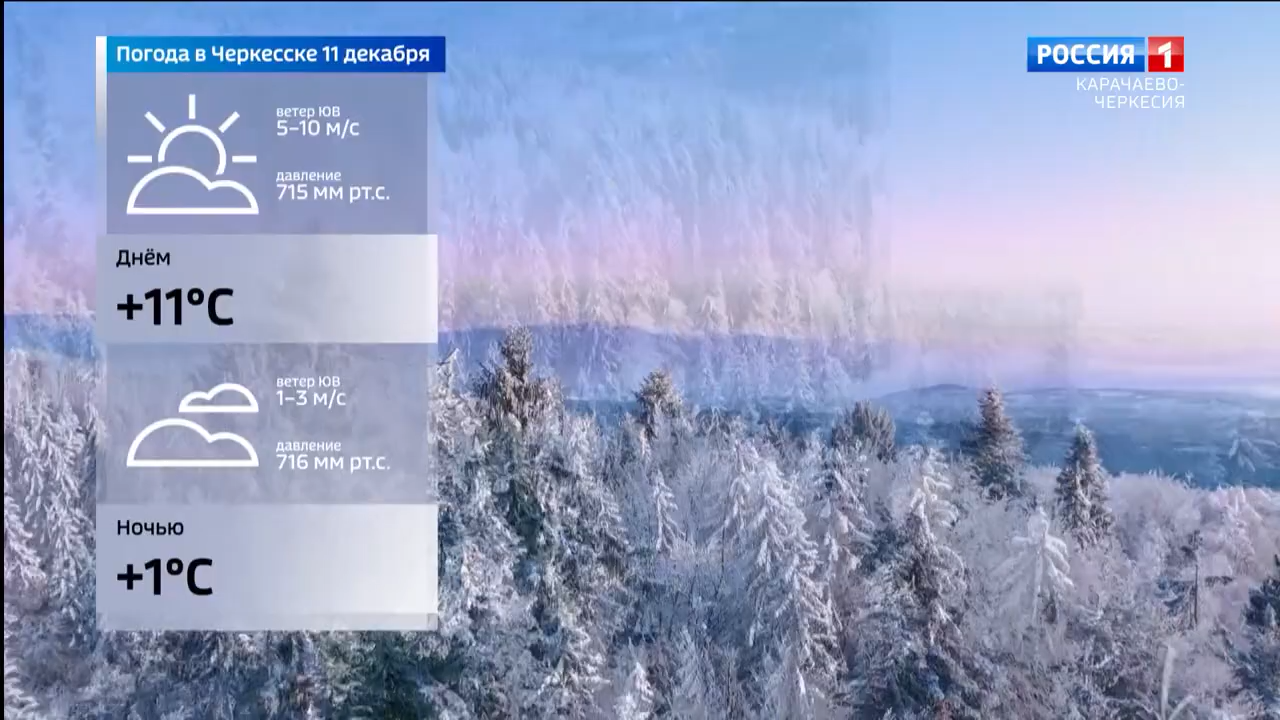 Погода в Черкесске 11 декабря
ветер ЮВ
5-10 м/с
давление
715 мм рт.с.
Днём
+11°C
ветер ЮВ
1-3 м/с
давление
716 мм рт.с.
Ночью
+1°C
РОССИЯ 1
КАРАЧАЕВО-
ЧЕРКЕСИЯ